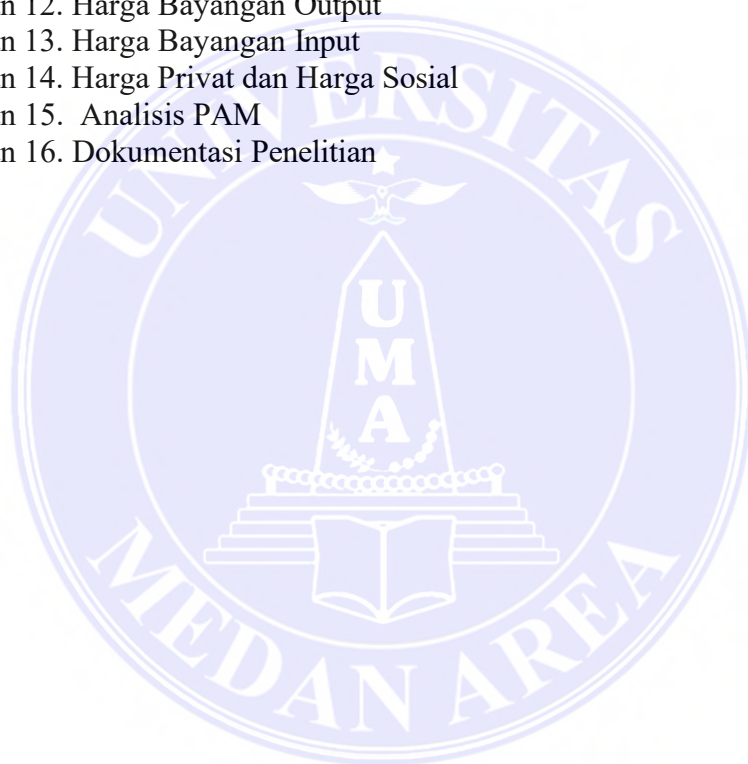 n 12. Harga Bayangan Output
n 13. Harga Bayangan Input
n 14. Harga Privat dan Harga Sosial
n 15. Analisis PAM
n 16. Dokumentasi Penelitian
UNIVERSITAS
U
M
A
MEDAN AREA